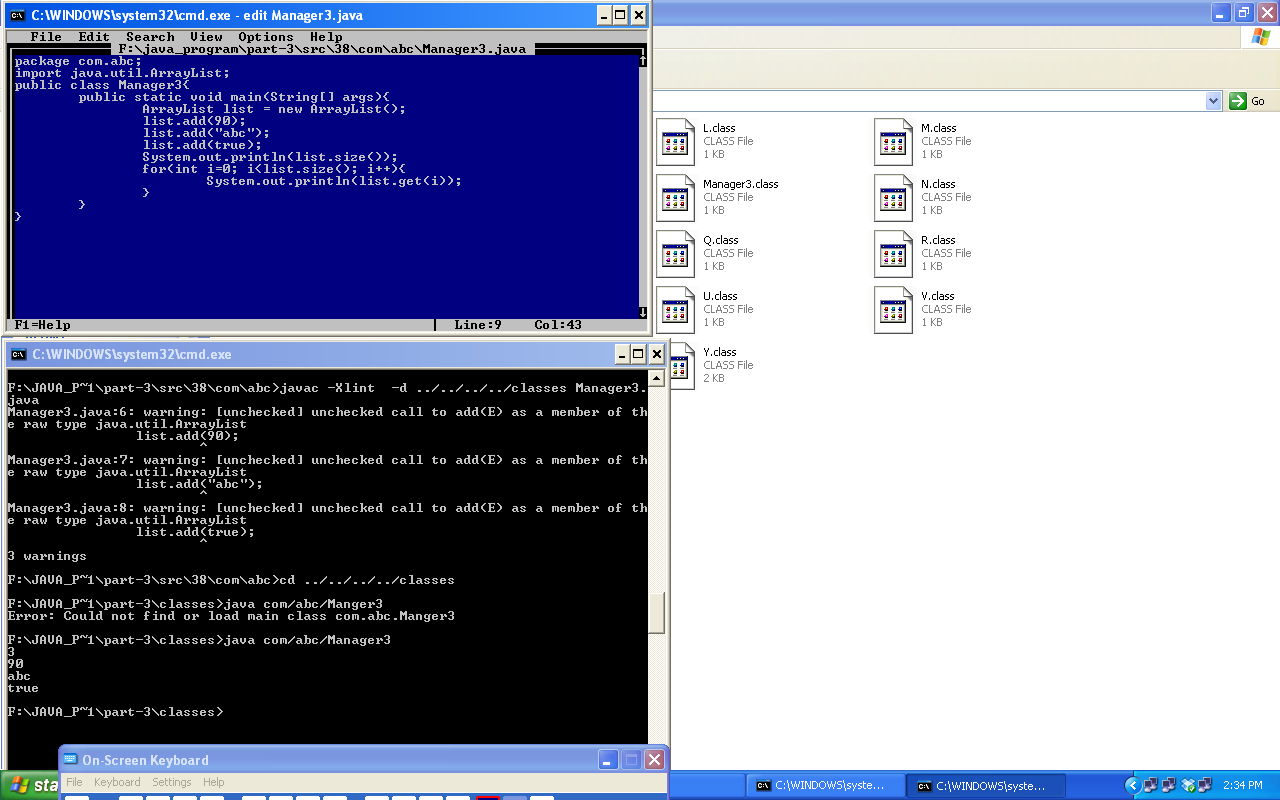 C:\WINDOWS\system32\cmd.exe - edit Manager3.java
File Edit Search View Options Help
F:\java_program\part-3\src\38\com\abc\Manager3.java
package com.abc;
import java.util.ArrayList;
public class Manager3{
public static void main(String[] args){
ArrayList list = new ArrayList();
list.add(90);
list.add("abc");
list.add(true);
System.out.println(list.size());
for(int i=0; i(list.size(); i++){
System.out.println(list.get(i));
}
}
}
F1=Help | Line:9 Col:43
C:\WINDOWS\system32\cmd.exe
F:\JAVA_P~1\part-3\src\38\com\abc>javac -Xlint  -d ../../../../classes Manager3.
java
Manager3.java:6: warning: [unchecked] unchecked call to add(E) as a member of th
e raw type java.util.ArrayList
list.add(90);
^
Manager3.java:7: warning: [unchecked] unchecked call to add(E) as a member of th
e raw type java.util.ArrayList
list.add("abc");
^
Manager3.java:8: warning: [unchecked] unchecked call to add(E) as a member of th
e raw type java.util.ArrayList
list.add(true);
^
3 warnings
F:\JAVA_P~1\part-3\src\38\com\abc>cd ../../../../classes
F:\JAVA_P~1\part-3\classes>java com/abc/Manger3
Error: Could not find or load main class com.abc.Manger3
F:\JAVA_P~1\part-3\classes>java com/abc/Manager3
3
90
abc
true
F:\JAVA_P~1\part-3\classes>
Go
L.class
CLASS File
1 KB
M.class
CLASS File
1 KB
Manager3.class
CLASS File
1 KB
N.class
CLASS File
1 KB
Q.class
CLASS File
1 KB
R.class
CLASS File
1 KB
U.class
CLASS File
1 KB
V.class
CLASS File
1 KB
Y.class
CLASS File
2 KB
On-Screen Keyboard
File Keyboard Settings Help
sta
C:\WINDOWS\syste...
C:\WINDOWS\syste...
2:34 PM